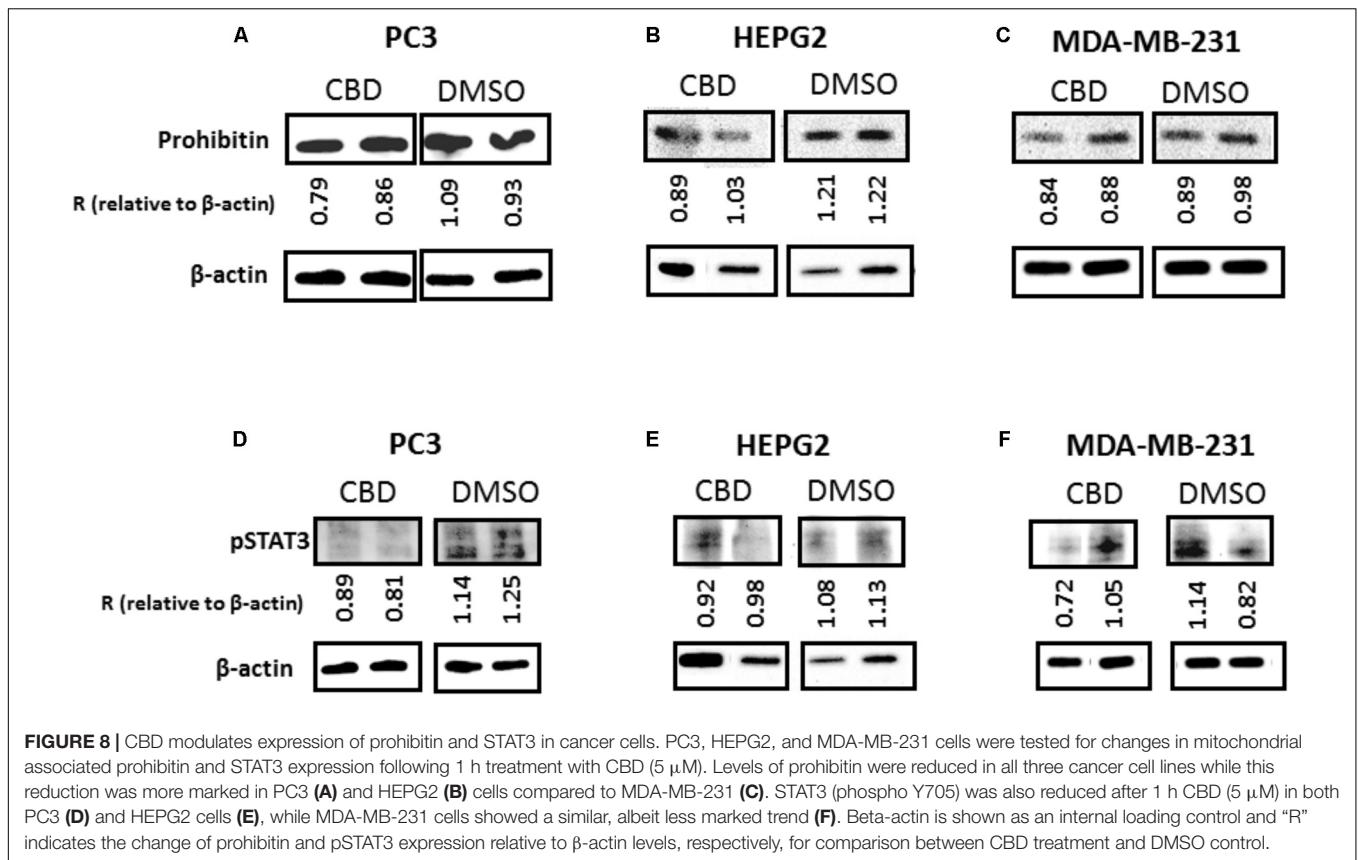 A PC3 B HEPG2 C MDA-MB-231
CBD DMSO CBD DMSO CBD DMSO
Prohibitin
R (relative to β-actin) 0.79 0.86 1.09 0.93 0.89 1.03 1.21 1.22 0.84 0.88 0.89 0.98
β-actin
D PC3 E HEPG2 F MDA-MB-231
CBD DMSO CBD DMSO CBD DMSO
pSTAT3
R (relative to β-actin) 0.89 0.81 1.14 1.25 0.92 0.98 1.08 1.13 0.72 1.05 1.14 0.82
β-actin
FIGURE 8 | CBD modulates expression of prohibitin and STAT3 in cancer cells. PC3, HEPG2, and MDA-MB-231 cells were tested for changes in mitochondrial
associated prohibitin and STAT3 expression following 1 h treatment with CBD (5 μM). Levels of prohibitin were reduced in all three cancer cell lines while this
reduction was more marked in PC3 (A) and HEPG2 (B) cells compared to MDA-MB-231 (C). STAT3 (phospho Y705) was also reduced after 1 h CBD (5 μM) in both
PC3 (D) and HEPG2 cells (E), while MDA-MB-231 cells showed a similar, albeit less marked trend (F). Beta-actin is shown as an internal loading control and “R”
indicates the change of prohibitin and pSTAT3 expression relative to β-actin levels, respectively, for comparison between CBD treatment and DMSO control.